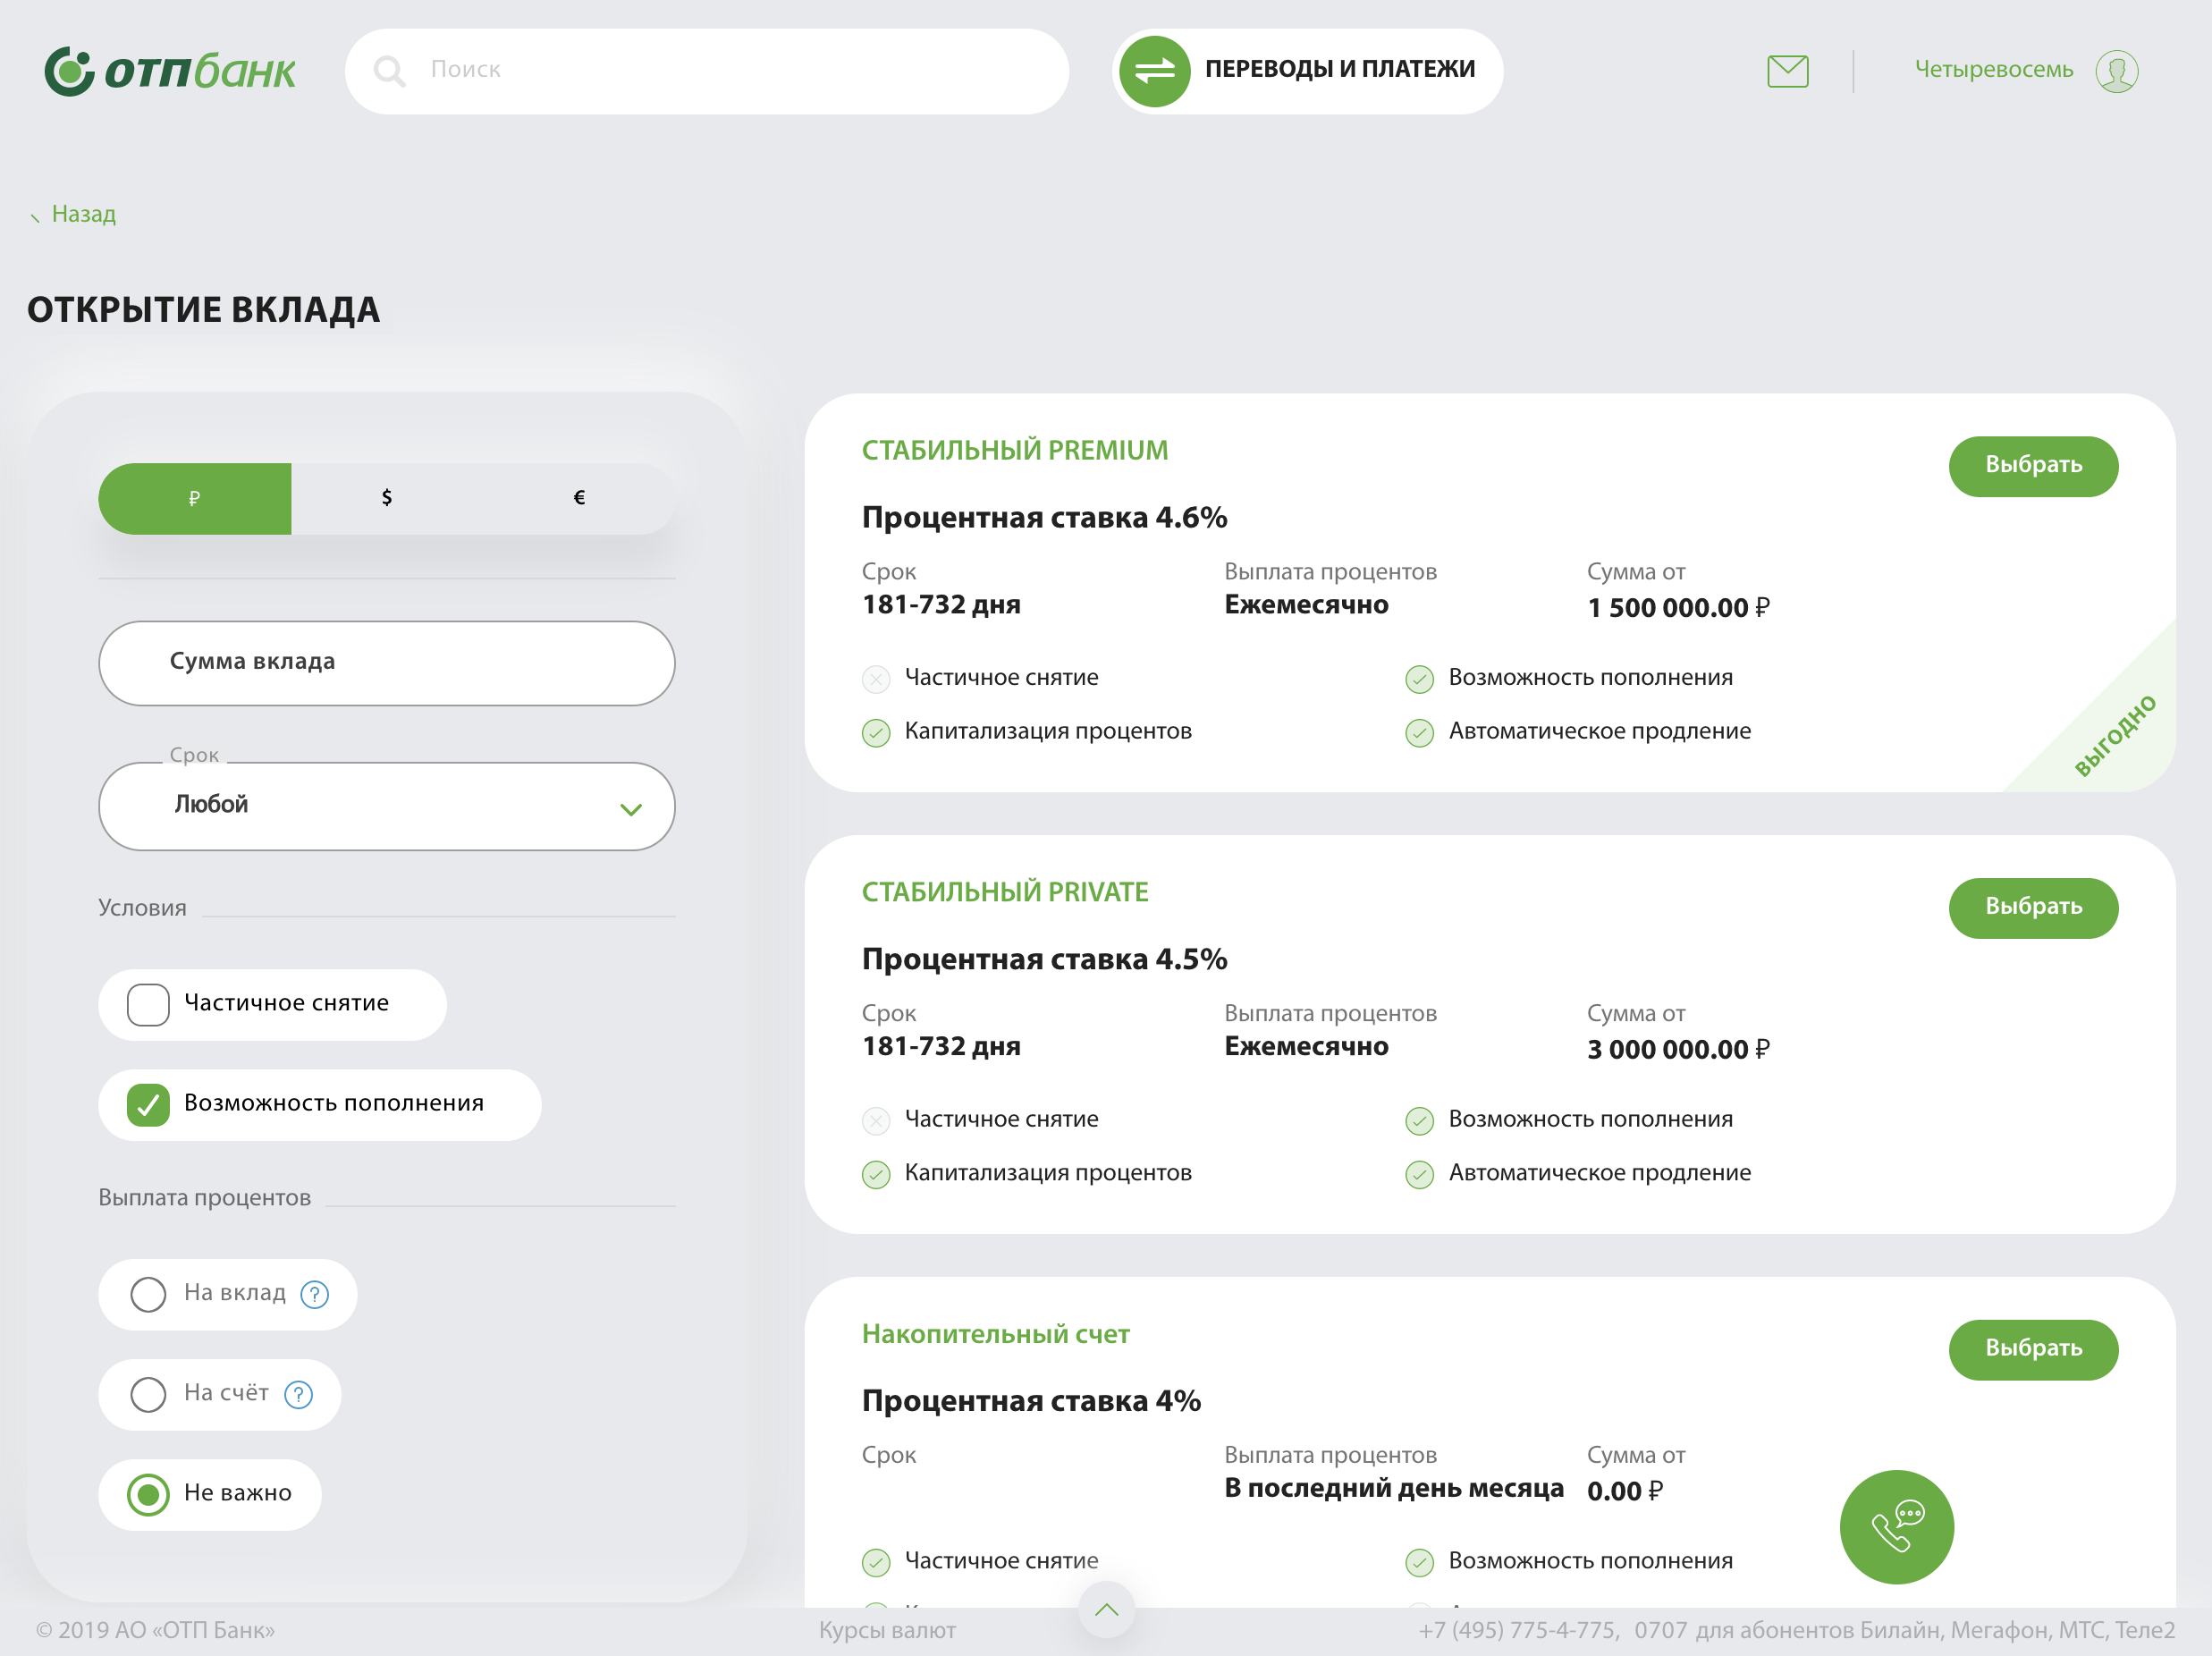 отпбанк
Поиск
ПЕРЕВОДЫ И ПЛАТЕЖИ
Четыревосемь
Назад
ОТКРЫТИЕ ВКЛАДА
₽ $ €
Сумма вклада
Срок
Любой
Условия
Частичное снятие
Возможность пополнения
Выплата процентов
На вклад ?
На счёт ?
Не важно
СТАБИЛЬНЫЙ PREMIUM
Выбрать
Процентная ставка 4.6%
Срок Выплата процентов Сумма от
181-732 дня Ежемесячно 1 500 000.00 ₽
Частичное снятие Возможность пополнения
Капитализация процентов Автоматическое продление
ВЫГОДНО
СТАБИЛЬНЫЙ PRIVATE
Выбрать
Процентная ставка 4.5%
Срок Выплата процентов Сумма от
181-732 дня Ежемесячно 3 000 000.00 ₽
Частичное снятие Возможность пополнения
Капитализация процентов Автоматическое продление
Накопительный счет
Выбрать
Процентная ставка 4%
Срок Выплата процентов Сумма от
В последний день месяца 0.00 ₽
Частичное снятие Возможность пополнения
© 2019 АО «ОТП Банк» Курсы валют +7 (495) 775-4-775, 0707 для абонентов Билайн, Мегафон, МТС, Теле2